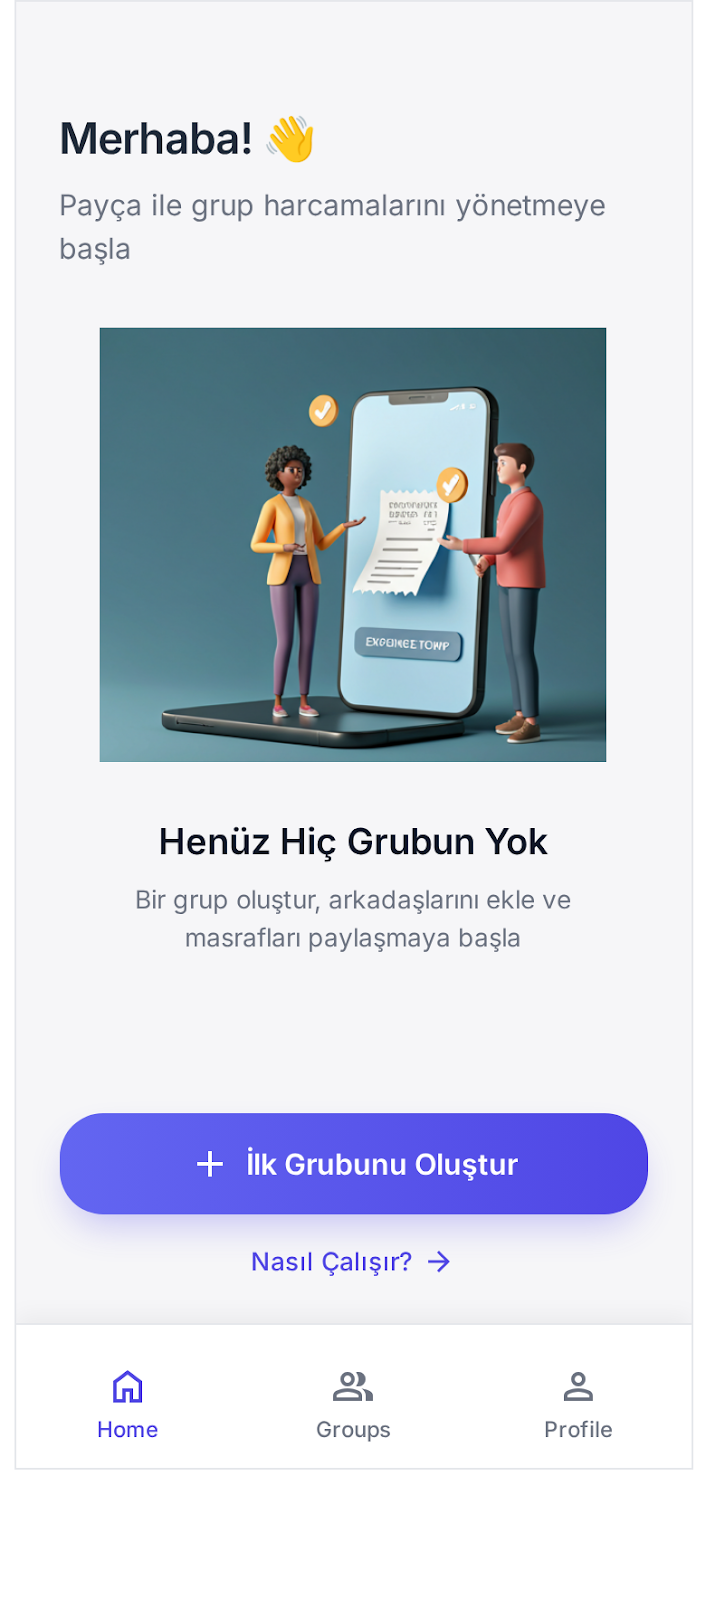 Merhaba! 👋
Payça ile grup harcamalarını yönetmeye
başla
EXPENEE TOWP
Henüz Hiç Grubun Yok
Bir grup oluştur, arkadaşlarını ekle ve
masrafları paylaşmaya başla
İlk Grubunu Oluştur
Nasıl Çalışır? →
Home
Groups
Profile